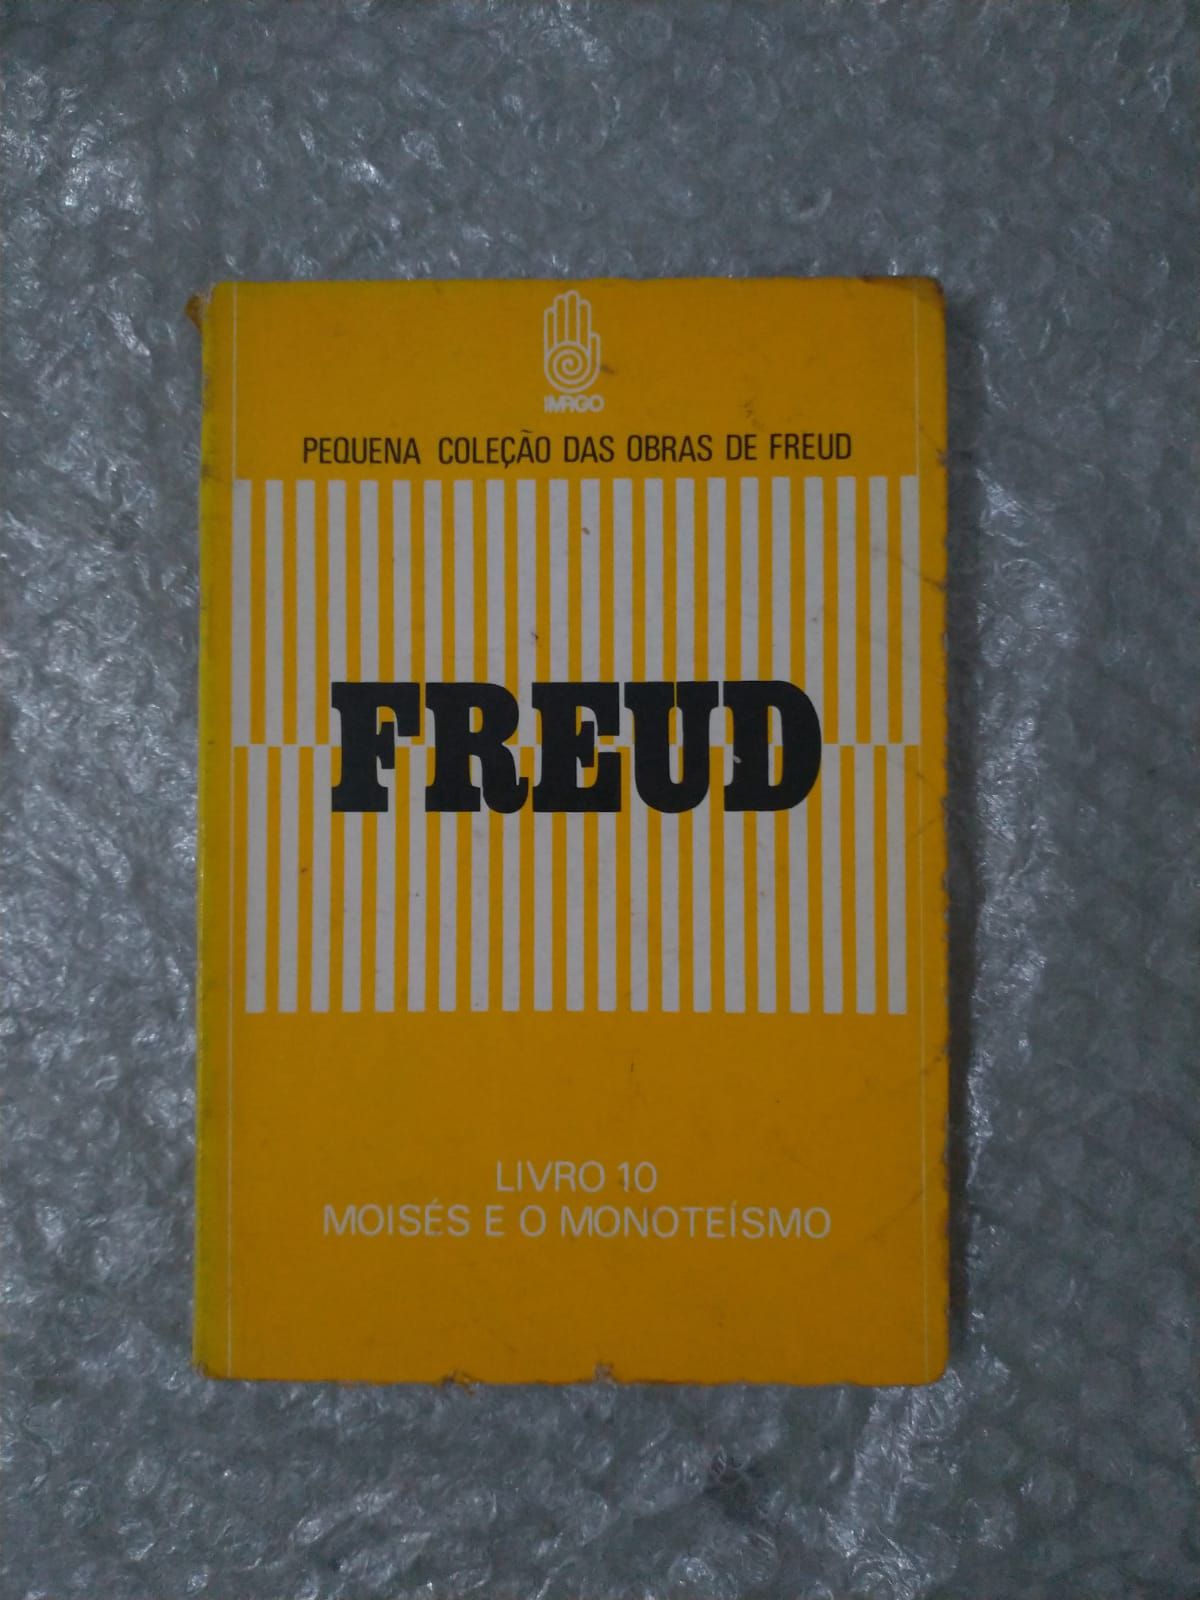 IMAGO
PEQUENA COLEÇÃO DAS OBRAS DE FREUD
FREUD
LIVRO 10
MOISÉS E O MONOTEÍSMO